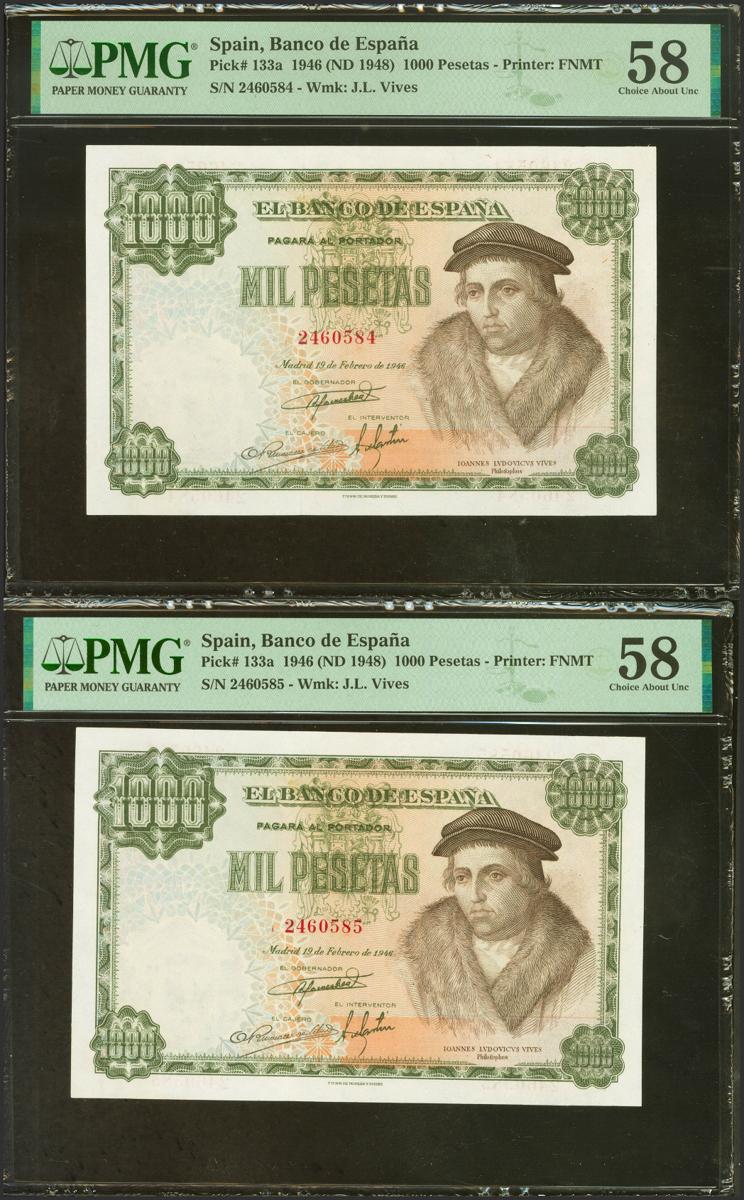 PMG®
PAPER MONEY GUARANTY
Spain, Banco de España
Pick# 133a 1946 (ND 1948) 1000 Pesetas - Printer: FNMT
S/N 2460584 - Wmk: J.L. Vives
58
Choice About Unc
1000
1000
EL BANCO DE ESPAÑA
PAGARÁ AL PORTADOR
MIL PESETAS
2460584
Madrid 19 de Febrero de 1946
EL GOBERNADOR
EL INTERVENTOR
EL CAJERO
IOANNES LVDOVICVS VIVES
Philosophus
1000
1000
PMG®
PAPER MONEY GUARANTY
Spain, Banco de España
Pick# 133a 1946 (ND 1948) 1000 Pesetas - Printer: FNMT
S/N 2460585 - Wmk: J.L. Vives
58
Choice About Unc
1000
1000
EL BANCO DE ESPAÑA
PAGARÁ AL PORTADOR
MIL PESETAS
2460585
Madrid 19 de Febrero de 1946
EL GOBERNADOR
EL INTERVENTOR
EL CAJERO
IOANNES LVDOVICVS VIVES
Philosophus
1000
1000